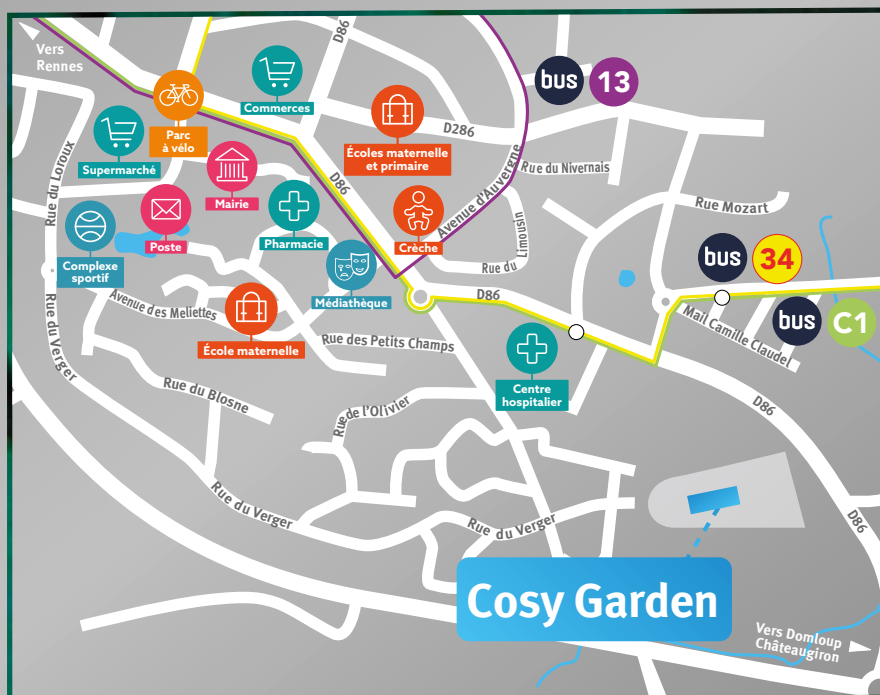 Vers
Rennes
D86
bus 13
Commerces
D286
Parc
à vélo
Écoles maternelle
et primaire
Supermarché
Avenue d'Auvergne
Rue du Nivernais
Rue du Loroux
Mairie
D86
Rue Mozart
Poste
Pharmacie
Crèche
Limousin
Rue du
bus 34
Complexe
sportif
Médiathèque
D86
bus C1
Avenue des Meliettes
Mail Camille Claudel
École maternelle
Rue des Petits Champs
Rue du Verger
Centre
hospitalier
Rue du Blosne
Rue de l'Olivier
D86
Rue du Verger
Rue du Verger
D86
Cosy Garden
Vers Domloup
Châteaugiron